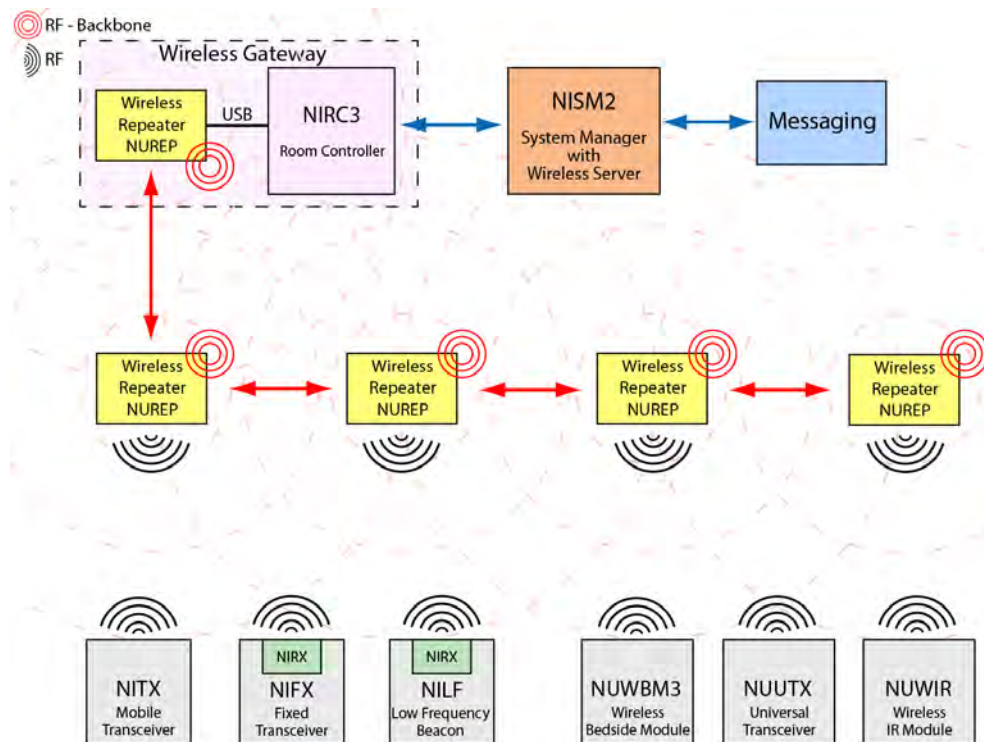 RF - Backbone
RF
Wireless Gateway
Wireless
Repeater
NUREP
USB
NIRC3
Room Controller
NISM2
System Manager
with
Wireless Server
Messaging
Wireless
Repeater
NUREP
Wireless
Repeater
NUREP
Wireless
Repeater
NUREP
Wireless
Repeater
NUREP
NITX
Mobile
Transceiver
NIRX
NIFX
Fixed
Transceiver
NIRX
NILF
Low Frequency
Beacon
NUWBM3
Wireless
Bedside Module
NUUTX
Universal
Transceiver
NUWIR
Wireless
IR Module